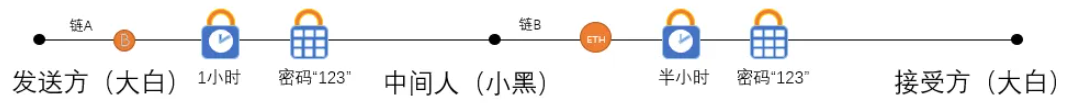 链A
链B
ETH
1小时
密码“123”
半小时
密码“123”
发送方（大白）
中间人（小黑）
接受方（大白）